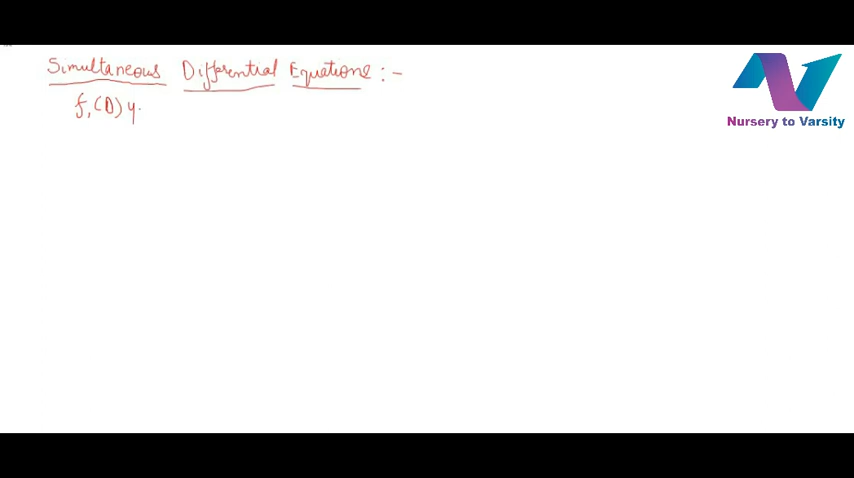 Simultaneous Differential Equations :-
f₁(D) y
Nursery to Varsity